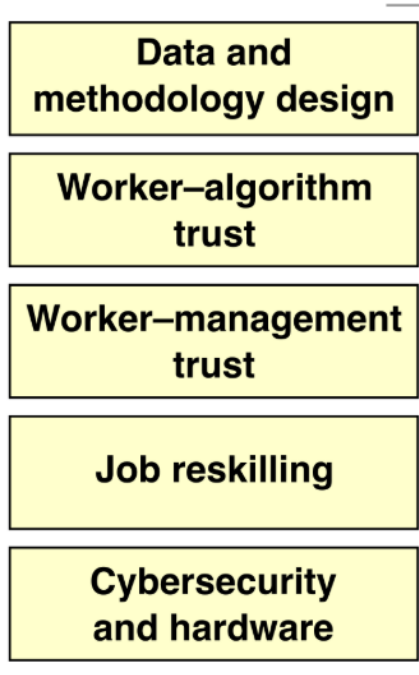 Data and
methodology design
Worker–algorithm
trust
Worker–management
trust
Job reskilling
Cybersecurity
and hardware